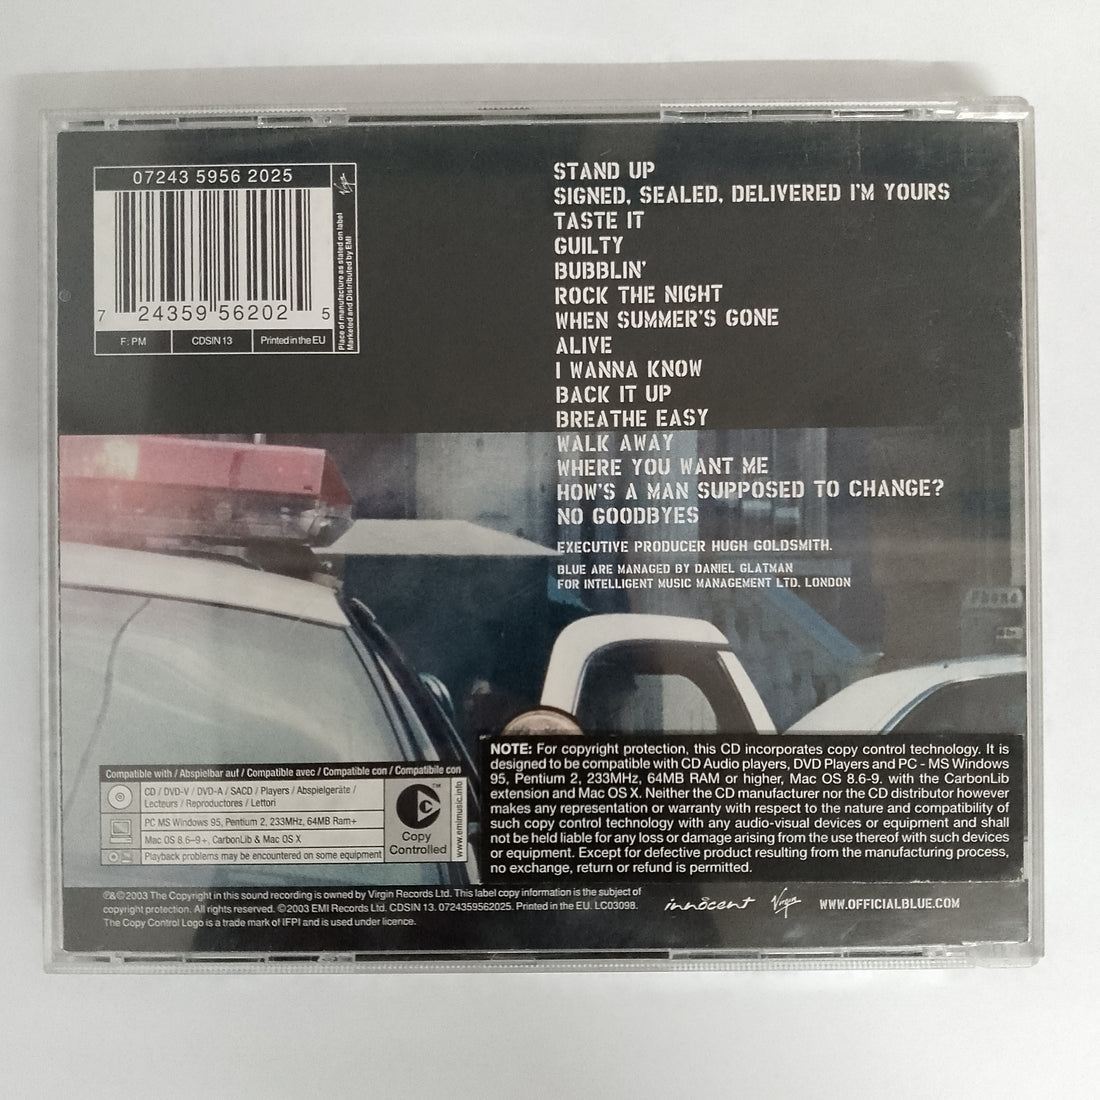 07243 5956 2025
7 24359 56202 5
F: PM
CDSIN 13
Printed in the EU
Place of manufacture as stated on label
Marketed and Distributed by EMI
Virgin
STAND UP
SIGNED, SEALED, DELIVERED I'M YOURS
TASTE IT
GUILTY
BUBBLIN'
ROCK THE NIGHT
WHEN SUMMER'S GONE
ALIVE
I WANNA KNOW
BACK IT UP
BREATHE EASY
WALK AWAY
WHERE YOU WANT ME
HOW'S A MAN SUPPOSED TO CHANGE?
NO GOODBYES
EXECUTIVE PRODUCER HUGH GOLDSMITH.
BLUE ARE MANAGED BY DANIEL GLATMAN
FOR INTELLIGENT MUSIC MANAGEMENT LTD. LONDON
Phone
Compatible with / Abspielbar auf / Compatible avec / Compatible con / Compatibile con
CD / DVD-V / DVD-A / SACD / Players / Abspielgeräte /
Lecteurs / Reproductores / Lettori
PC MS Windows 95, Pentium 2, 233MHz, 64MB Ram+
Mac OS 8.6–9+, CarbonLib & Mac OS X
Playback problems may be encountered on some equipment
TM
Copy
Controlled
www.emimusic.info
NOTE: For copyright protection, this CD incorporates copy control technology. It is
designed to be compatible with CD Audio players, DVD Players and PC - MS Windows
95, Pentium 2, 233MHz, 64MB RAM or higher, Mac OS 8.6-9. with the CarbonLib
extension and Mac OS X. Neither the CD manufacturer nor the CD distributor however
makes any representation or warranty with respect to the nature and compatibility of
such copy control technology with any audio-visual devices or equipment and shall
not be held liable for any loss or damage arising from the use thereof with such devices
or equipment. Except for defective product resulting from the manufacturing process,
no exchange, return or refund is permitted.
℗&©2003 The Copyright in this sound recording is owned by Virgin Records Ltd. This label copy information is the subject of
copyright protection. All rights reserved. ©2003 EMI Records Ltd. CDSIN 13. 0724359562025. Printed in the EU. LC03098.
The Copy Control Logo is a trade mark of IFPI and is used under licence.
innocent
Virgin
WWW.OFFICIALBLUE.COM